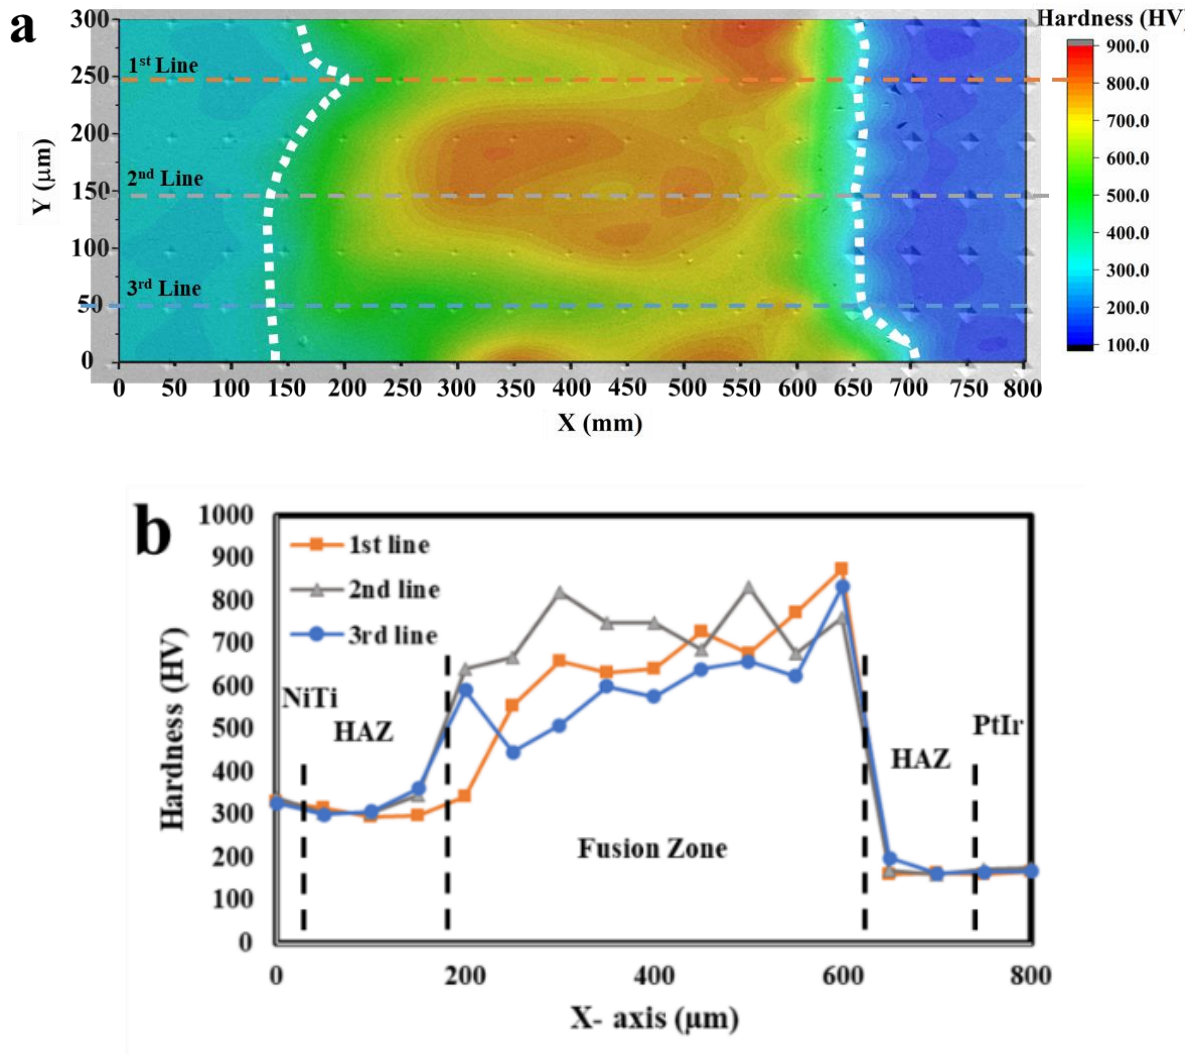 a
Hardness (HV)
300
250
200
150
100
50
0
Y (µm)
1st Line
2nd Line
3rd Line
0 50 100 150 200 250 300 350 400 450 500 550 600 650 700 750 800
X (mm)
900.0
800.0
700.0
600.0
500.0
400.0
300.0
200.0
100.0
b
1000
900
800
700
600
500
400
300
200
100
0
Hardness (HV)
1st line
2nd line
3rd line
NiTi
HAZ
Fusion Zone
HAZ
PtIr
0 200 400 600 800
X- axis (µm)